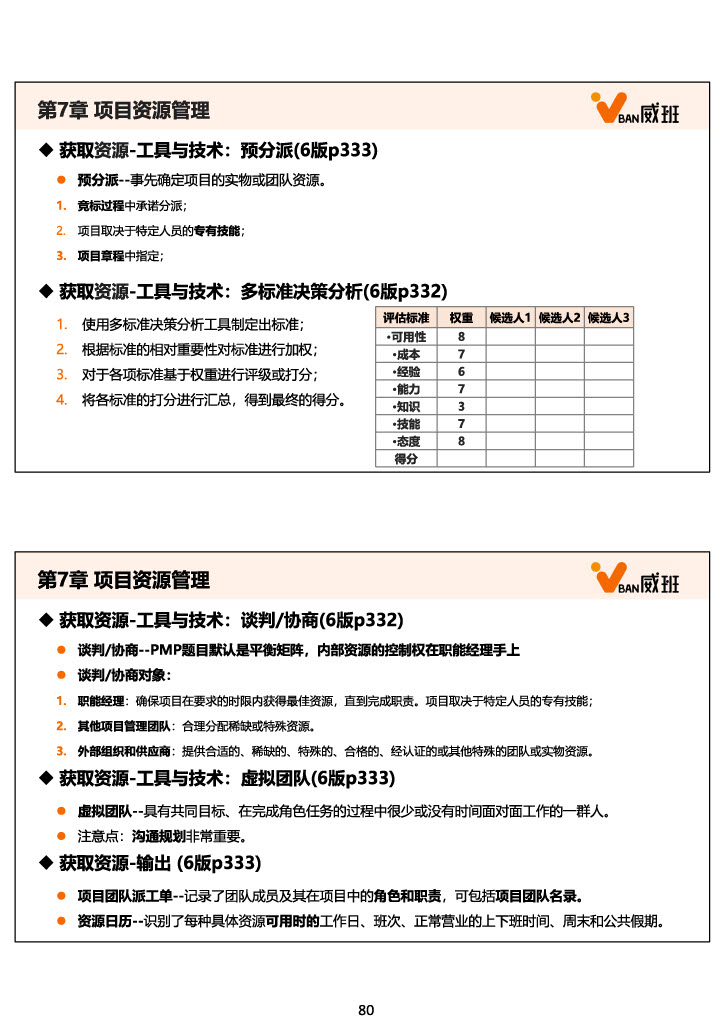 第7章 项目资源管理
BAN威班
◆ 获取资源-工具与技术：预分派(6版p333)
● 预分派--事先确定项目的实物或团队资源。
1. 竞标过程中承诺分派；
2. 项目取决于特定人员的专有技能；
3. 项目章程中指定；
◆ 获取资源-工具与技术：多标准决策分析(6版p332)
1. 使用多标准决策分析工具制定出标准；
2. 根据标准的相对重要性对标准进行加权；
3. 对于各项标准基于权重进行评级或打分；
4. 将各标准的打分进行汇总，得到最终的得分。
评估标准 权重 候选人1 候选人2 候选人3
•可用性 8
•成本 7
•经验 6
•能力 7
•知识 3
•技能 7
•态度 8
得分
第7章 项目资源管理
BAN威班
◆ 获取资源-工具与技术：谈判/协商(6版p332)
● 谈判/协商--PMP题目默认是平衡矩阵，内部资源的控制权在职能经理手上
● 谈判/协商对象：
1. 职能经理：确保项目在要求的时限内获得最佳资源，直到完成职责。项目取决于特定人员的专有技能；
2. 其他项目管理团队：合理分配稀缺或特殊资源。
3. 外部组织和供应商：提供合适的、稀缺的、特殊的、合格的、经认证的或其他特殊的团队或实物资源。
◆ 获取资源-工具与技术：虚拟团队(6版p333)
● 虚拟团队--具有共同目标、在完成角色任务的过程中很少或没有时间面对面工作的一群人。
● 注意点：沟通规划非常重要。
◆ 获取资源-输出 (6版p333)
● 项目团队派工单--记录了团队成员及其在项目中的角色和职责，可包括项目团队名录。
● 资源日历--识别了每种具体资源可用时的工作日、班次、正常营业的上下班时间、周末和公共假期。
80